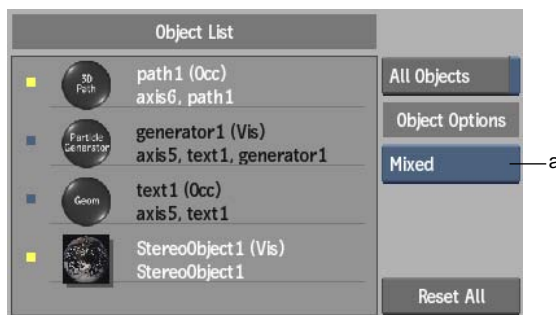 Object List
3D
Path
path1 (Occ)
axis6, path1
Particle
Generator
generator1 (Vis)
axis5, text1, generator1
Geom
text1 (Occ)
axis5, text1
StereoObject1 (Vis)
StereoObject1
All Objects
Object Options
Mixed
a
Reset All